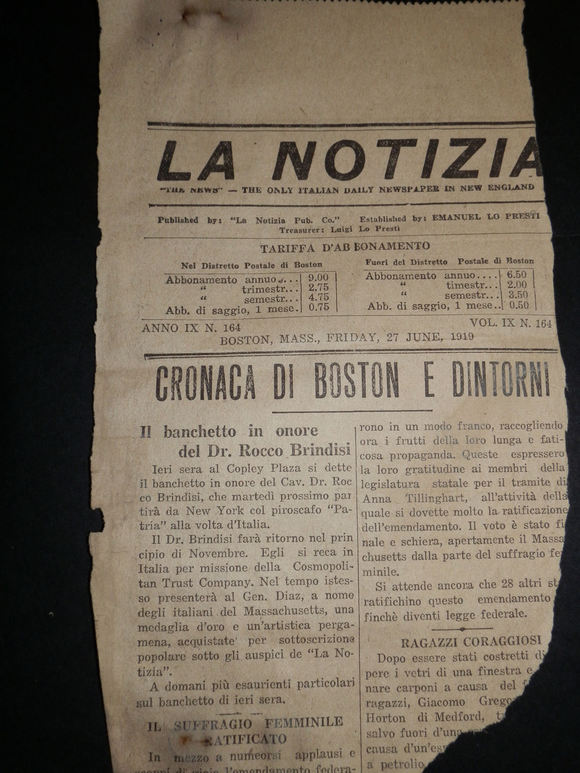 LA NOTIZIA
"THE NEWS" — THE ONLY ITALIAN DAILY NEWSPAPER IN NEW ENGLAND
Published by: "La Notizia Pub. Co." Established by: EMANUEL LO PRESTI
Treasurer: Luigi Lo Presti
TARIFFA D'ABBONAMENTO
Nel Distretto Postale di Boston
Abbonamento annuo.... 9.00
" trimestr... 2.75
" semestr... 4.75
Abb. di saggio, 1 mese. 0.75
Fuori del Distretto Postale di Boston
Abbonamento annuo.... 6.50
" timestr... 2.00
" semestr... 3.50
Abb. di saggio, 1 mese. 0.50
ANNO IX N. 164 VOL. IX N. 164
BOSTON, MASS., FRIDAY, 27 JUNE, 1919
CRONACA DI BOSTON E DINTORNI
Il banchetto in onore
del Dr. Rocco Brindisi
Ieri sera al Copley Plaza si dette
il banchetto in onore del Cav. Dr. Roc
co Brindisi, che martedì prossimo par
tirà da New York col piroscafo "Pa-
tria" alla volta d'Italia.
Il Dr. Brindisi farà ritorno nel prin
cipio di Novembre. Egli si reca in
Italia per missione della Cosmopoli-
tan Trust Company. Nel tempo istes-
so presenterà al Gen. Diaz, a nome
degli italiani del Massachusetts, una
medaglia d'oro e un'artistica perga-
mena, acquistate per sottoscrizione
popolare sotto gli auspici de "La No-
tizia".
A domani più esaurienti particolari
sul banchetto di ieri sera.
IL SUFFRAGIO FEMMINILE
RATIFICATO
In mezzo a numeorsi applausi e
l'emendamento federa-
rono in un modo franco, raccogliendo
ora i frutti della loro lunga e fati-
cosa propaganda. Queste espressero
la loro gratitudine ai membri della
legislatura statale per il tramite di
Anna Tillinghart, all'attività della
quale si dovette molto la ratificazione
dell'emendamento. Il voto è stato fi
nale e schiera, apertamente il Massa
chusetts dalla parte del suffragio fem
minile.
Si attende ancora che 28 altri st
ratifichino questo emendamento
finchè diventi legge federale.
RAGAZZI CORAGGIOSI
Dopo essere stati costretti di
pere i vetri di una finestra e
nare carponi a causa del f
ragazzi, Giacomo Grego
Horton di Medford, t
salvo fuori d'una
causa d'un'es
a petrolio